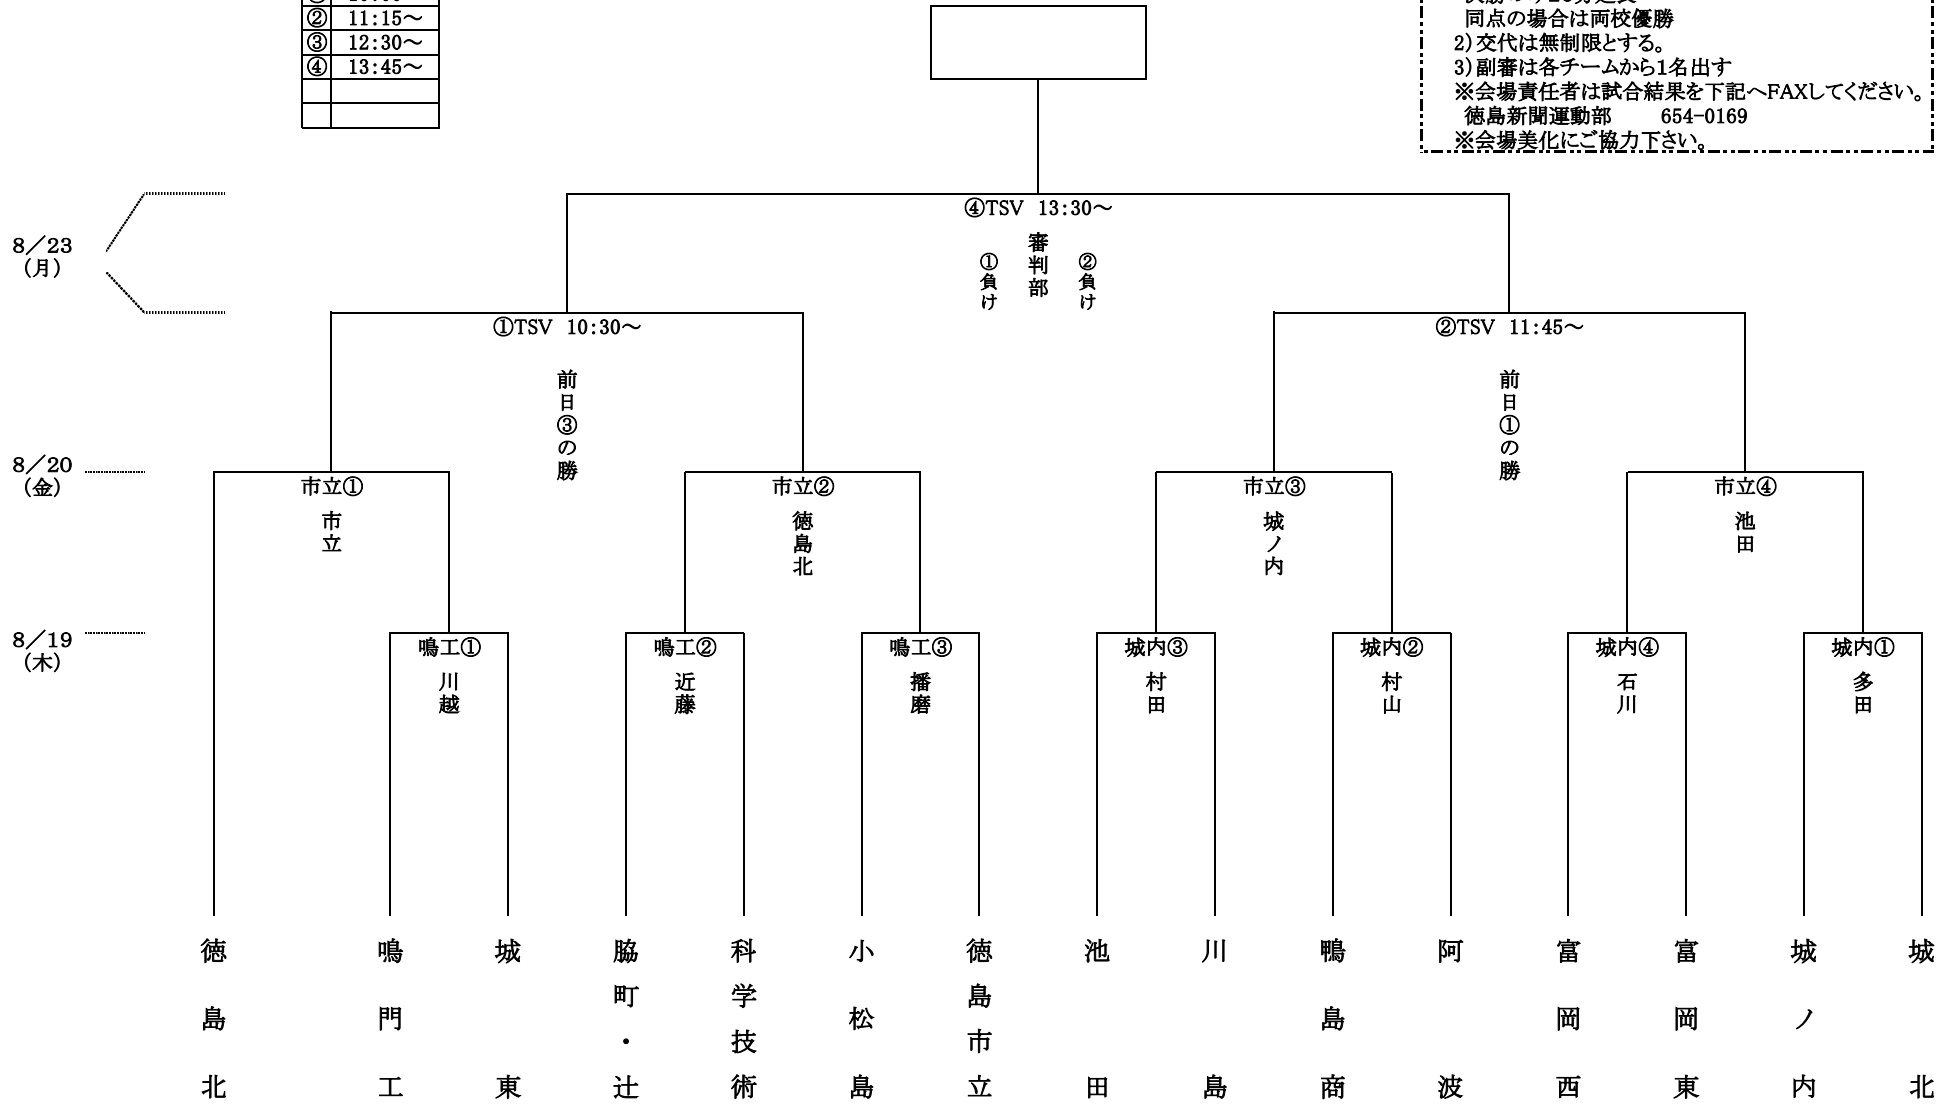 ② 11:15～
③ 12:30～
④ 13:45～
同点の場合は両校優勝
2)交代は無制限とする。
3)副審は各チームから1名出す
※会場責任者は試合結果を下記へFAXしてください。
徳島新聞運動部 654-0169
※会場美化にご協力下さい。
8／23
(月)
④TSV 13:30～
①負け
審判部
②負け
①TSV 10:30～
②TSV 11:45～
前日③の勝
前日①の勝
8／20
(金)
市立①
市立②
市立③
市立④
市立
徳島北
城ノ内
池田
8／19
(木)
鳴工①
鳴工②
鳴工③
城内③
城内②
城内④
城内①
川越
近藤
播磨
村田
村山
石川
多田
徳島北
鳴門工
城東
脇町・辻
科学技術
小松島
徳島市立
池田
川島
鴨島商
阿波
富岡西
富岡東
城ノ内
城北